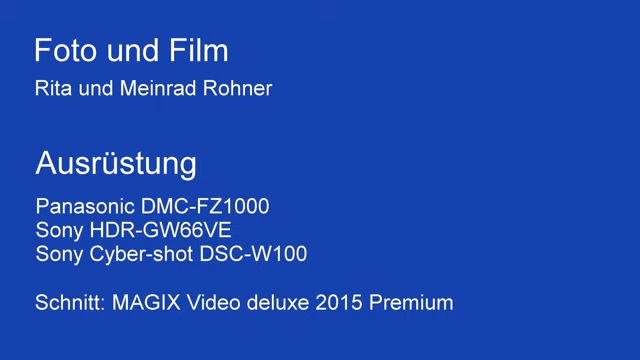 Foto und Film
Rita und Meinrad Rohner
Ausrüstung
Panasonic DMC-FZ1000
Sony HDR-GW66VE
Sony Cyber-shot DSC-W100
Schnitt: MAGIX Video deluxe 2015 Premium